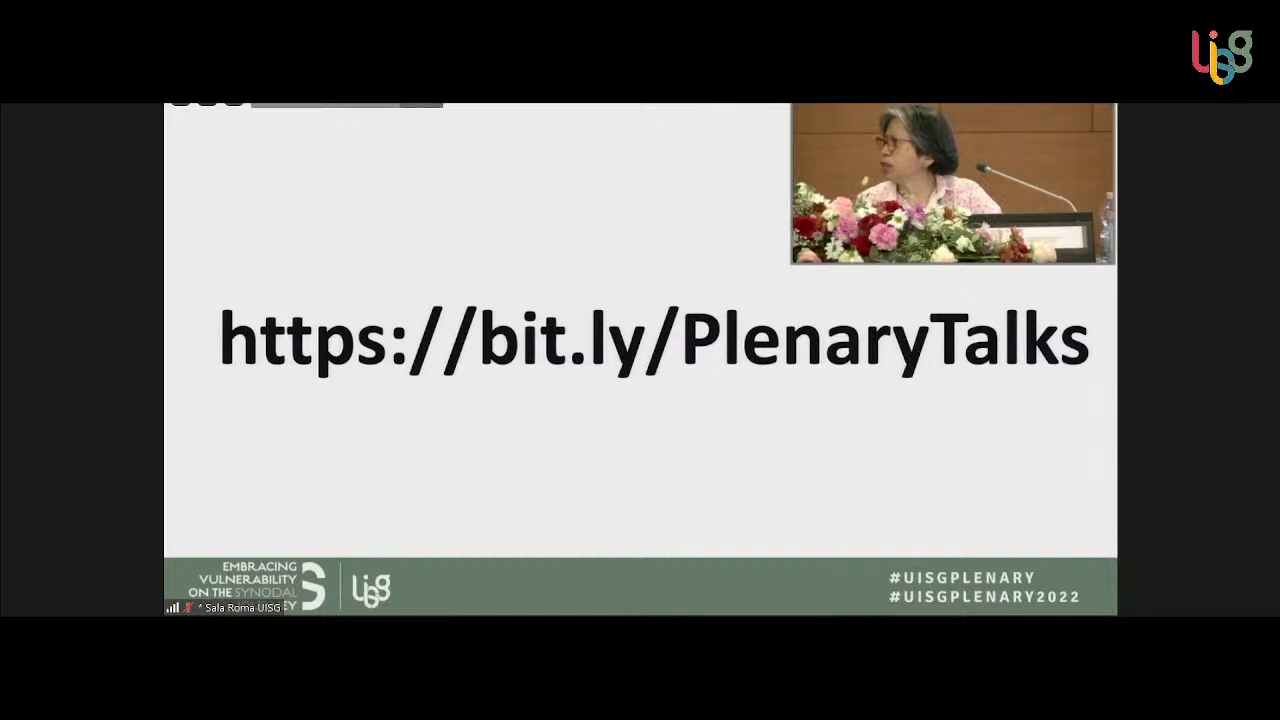 UISG
https://bit.ly/PlenaryTalks
EMBRACING
VULNERABILITY
ON THE SYNODAL
UISG
#UISGPLENARY
#UISGPLENARY2022
Sala Roma UISG